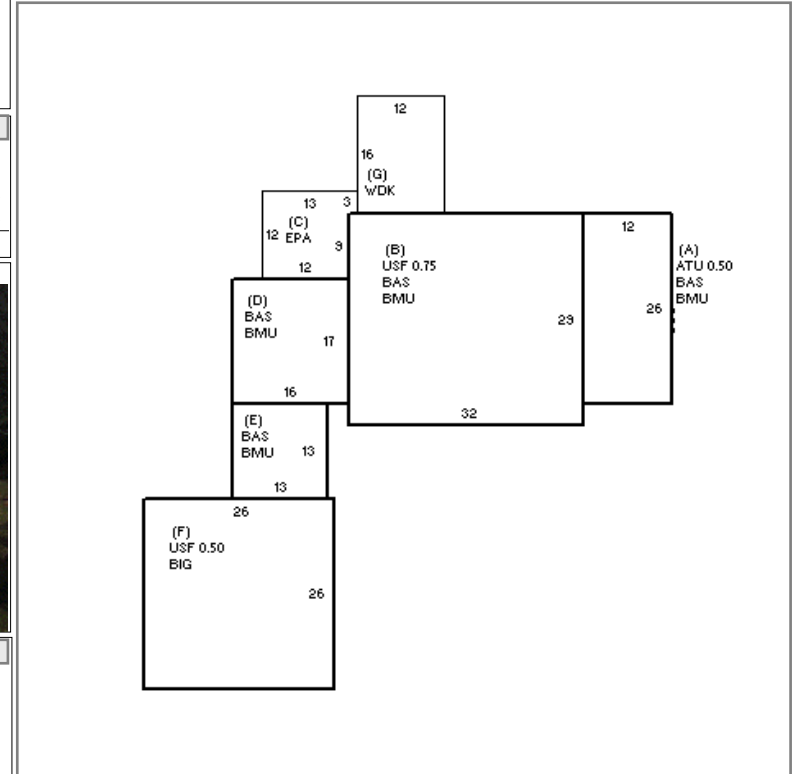 12
16
(G)
WDK
13 3
(C)
12 EPA
9
12
(B)
USF 0.75
BAS
BMU
29
32
12
(A)
ATU 0.50
BAS
BMU
26
(D)
BAS
BMU
17
16
(E)
BAS
BMU 13
13
26
(F)
USF 0.50
BIG
26